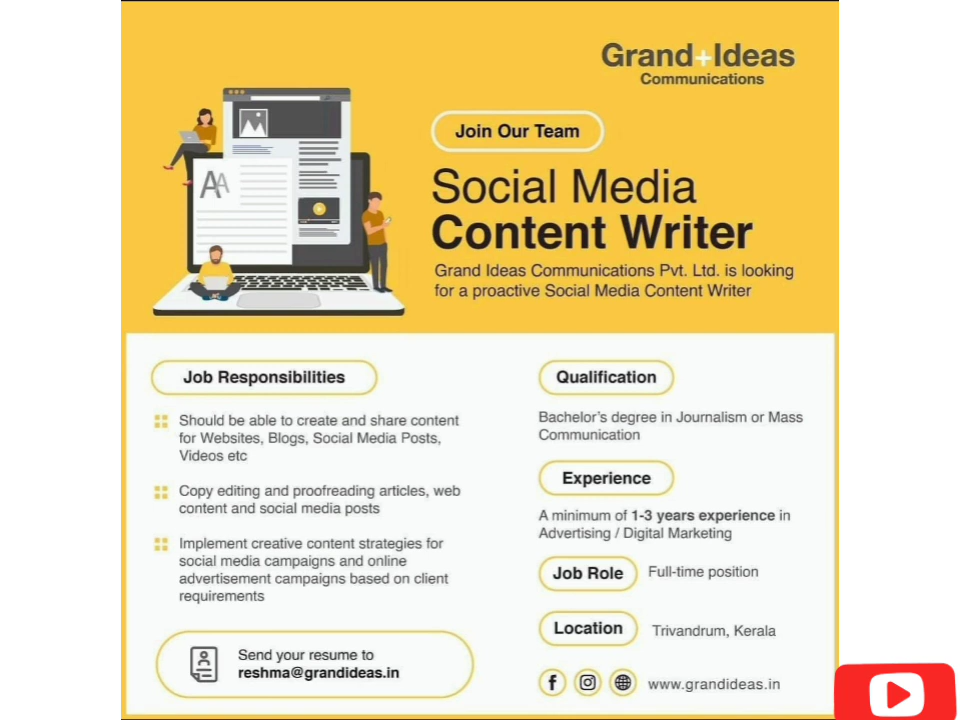 Grand+Ideas
Communications
Join Our Team
Social Media
Content Writer
Grand Ideas Communications Pvt. Ltd. is looking
for a proactive Social Media Content Writer
Job Responsibilities
Should be able to create and share content
for Websites, Blogs, Social Media Posts,
Videos etc
Copy editing and proofreading articles, web
content and social media posts
Implement creative content strategies for
social media campaigns and online
advertisement campaigns based on client
requirements
Send your resume to
reshma@grandideas.in
Qualification
Bachelor's degree in Journalism or Mass
Communication
Experience
A minimum of 1-3 years experience in
Advertising / Digital Marketing
Job Role Full-time position
Location Trivandrum, Kerala
www.grandideas.in
AA